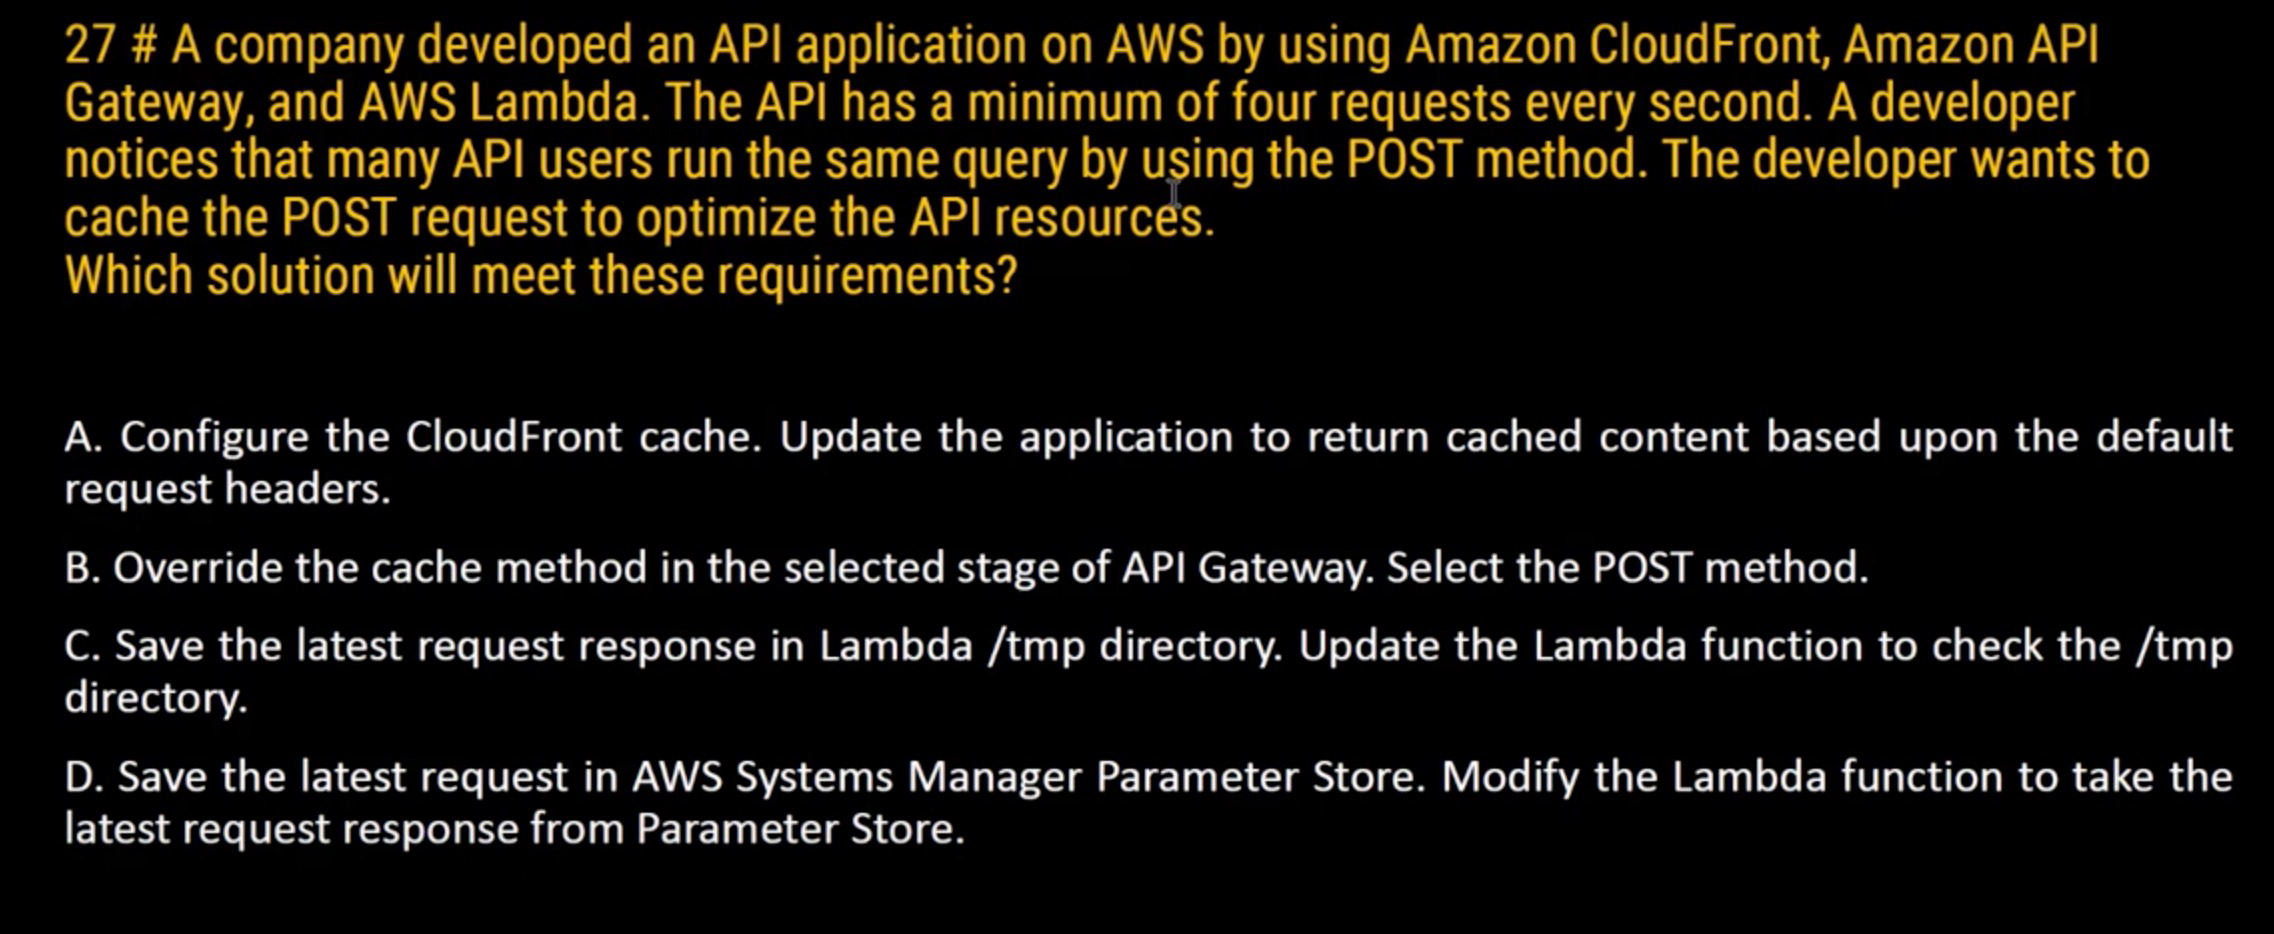 27 # A company developed an API application on AWS by using Amazon CloudFront, Amazon API
Gateway, and AWS Lambda. The API has a minimum of four requests every second. A developer
notices that many API users run the same query by using the POST method. The developer wants to
cache the POST request to optimize the API resources.
Which solution will meet these requirements?
A. Configure the CloudFront cache. Update the application to return cached content based upon the default
request headers.
B. Override the cache method in the selected stage of API Gateway. Select the POST method.
C. Save the latest request response in Lambda /tmp directory. Update the Lambda function to check the /tmp
directory.
D. Save the latest request in AWS Systems Manager Parameter Store. Modify the Lambda function to take the
latest request response from Parameter Store.